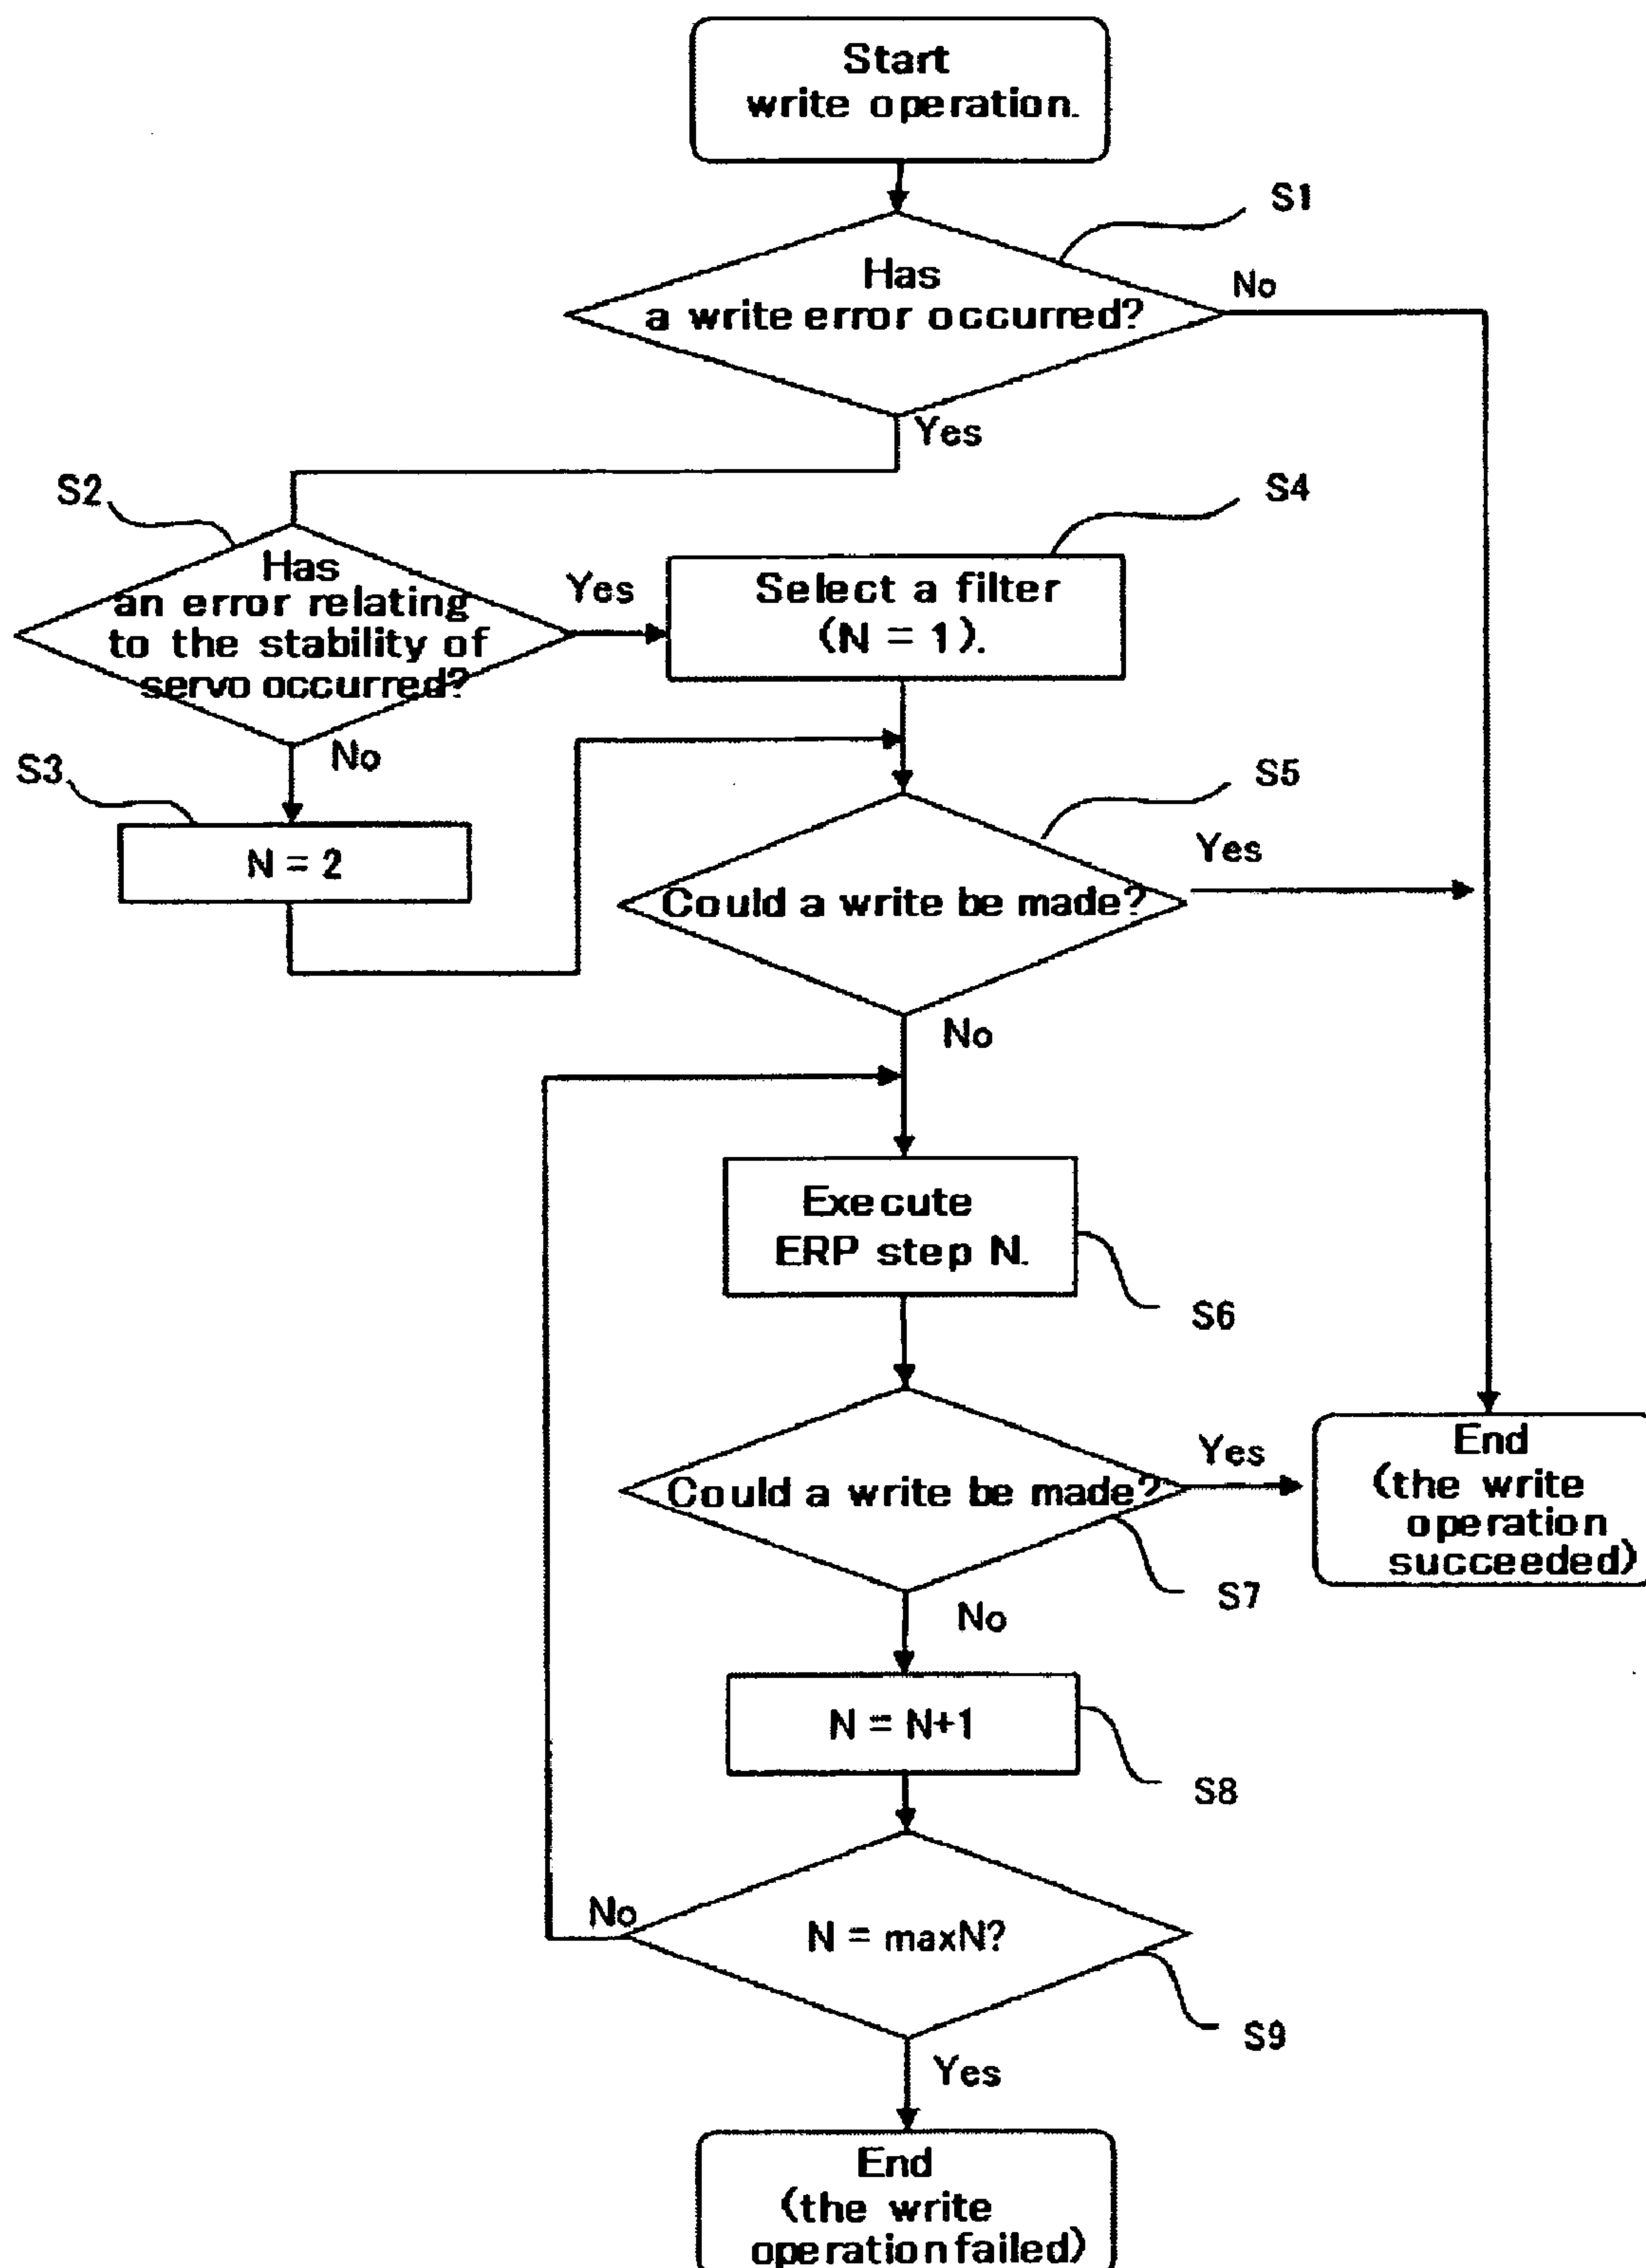 Start
write operation.
S1
Has
a write error occurred?
No
Yes
S2
S4
Has
an error relating
to the stability of
servo occurred?
Yes
Select a filter
(N = 1).
No
S3
S5
N = 2
Yes
Could a write be made?
No
Execute
ERP step N.
S6
Could a write be made?
Yes
End
(the write
operation
succeeded)
S7
No
N = N+1
S8
No
N = maxN?
S9
Yes
End
(the write
operation failed)